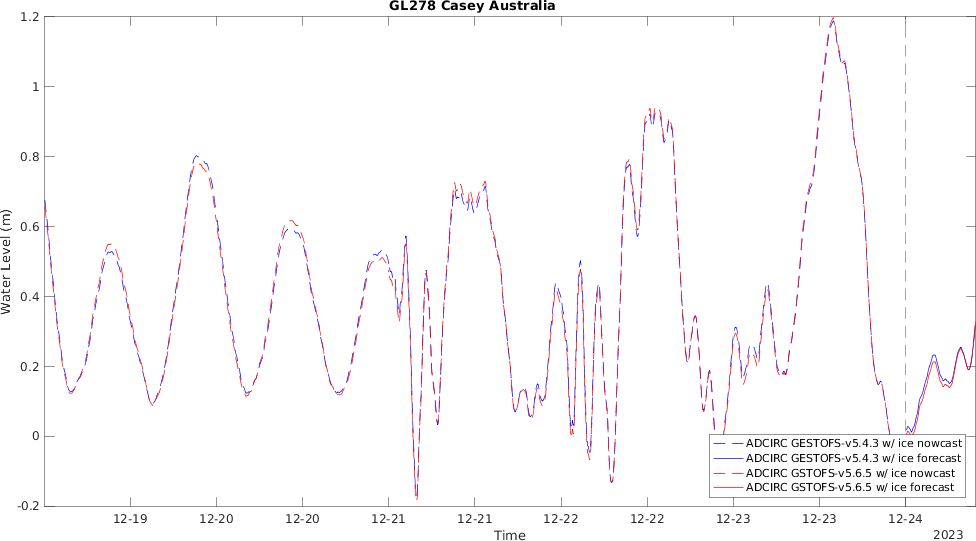 GL278 Casey Australia
1.2
1
0.8
0.6
0.4
0.2
0
-0.2
Water Level (m)
ADCIRC GESTOFS-v5.4.3 w/ ice nowcast
ADCIRC GESTOFS-v5.4.3 w/ ice forecast
ADCIRC GSTOFS-v5.6.5 w/ ice nowcast
ADCIRC GSTOFS-v5.6.5 w/ ice forecast
12-19 12-20 12-20 12-21 12-21 12-22 12-22 12-23 12-23 12-24
Time
2023